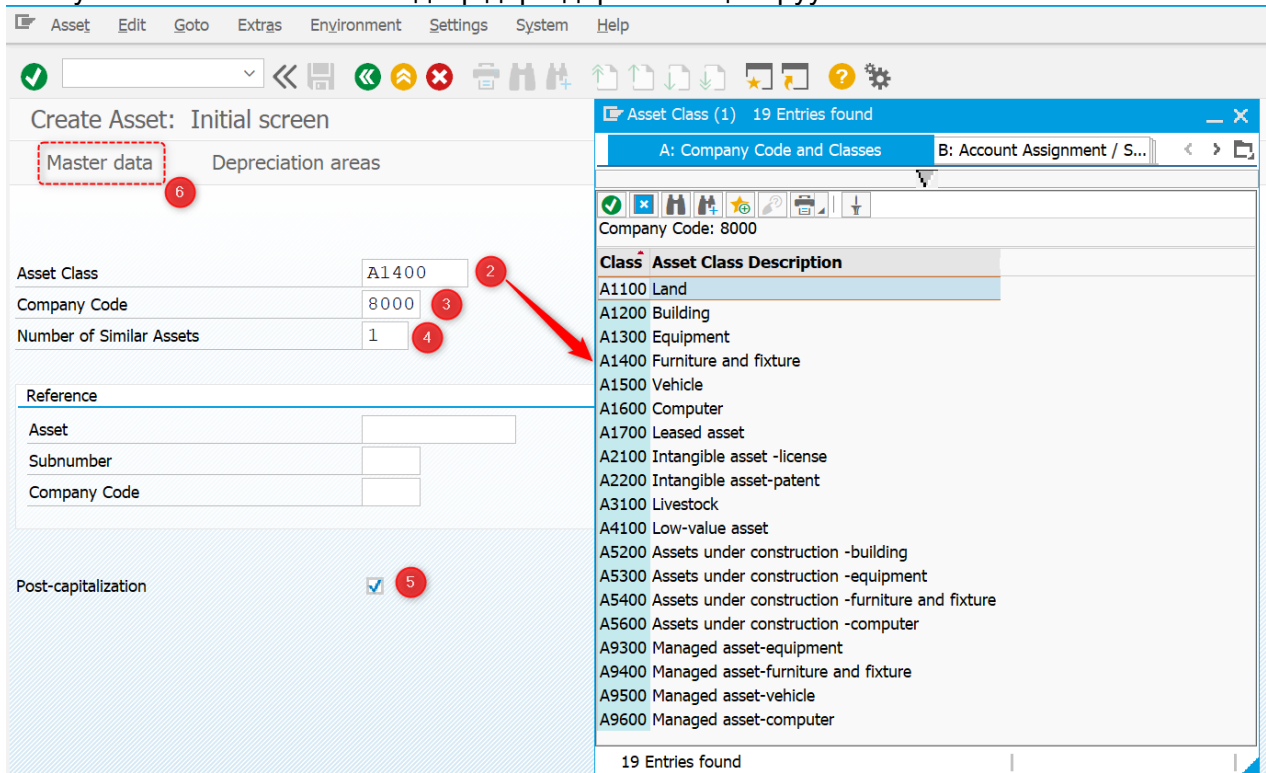 Asset Edit Goto Extras Environment Settings System Help
Create Asset: Initial screen
Master data Depreciation areas
6
Asset Class A1400 2
Company Code 8000 3
Number of Similar Assets 1 4
Reference
Asset
Subnumber
Company Code
Post-capitalization 5
Asset Class (1) 19 Entries found
A: Company Code and Classes B: Account Assignment / S...
Company Code: 8000
Class Asset Class Description
A1100 Land
A1200 Building
A1300 Equipment
A1400 Furniture and fixture
A1500 Vehicle
A1600 Computer
A1700 Leased asset
A2100 Intangible asset -license
A2200 Intangible asset-patent
A3100 Livestock
A4100 Low-value asset
A5200 Assets under construction -building
A5300 Assets under construction -equipment
A5400 Assets under construction -furniture and fixture
A5600 Assets under construction -computer
A9300 Managed asset-equipment
A9400 Managed asset-furniture and fixture
A9500 Managed asset-vehicle
A9600 Managed asset-computer
19 Entries found